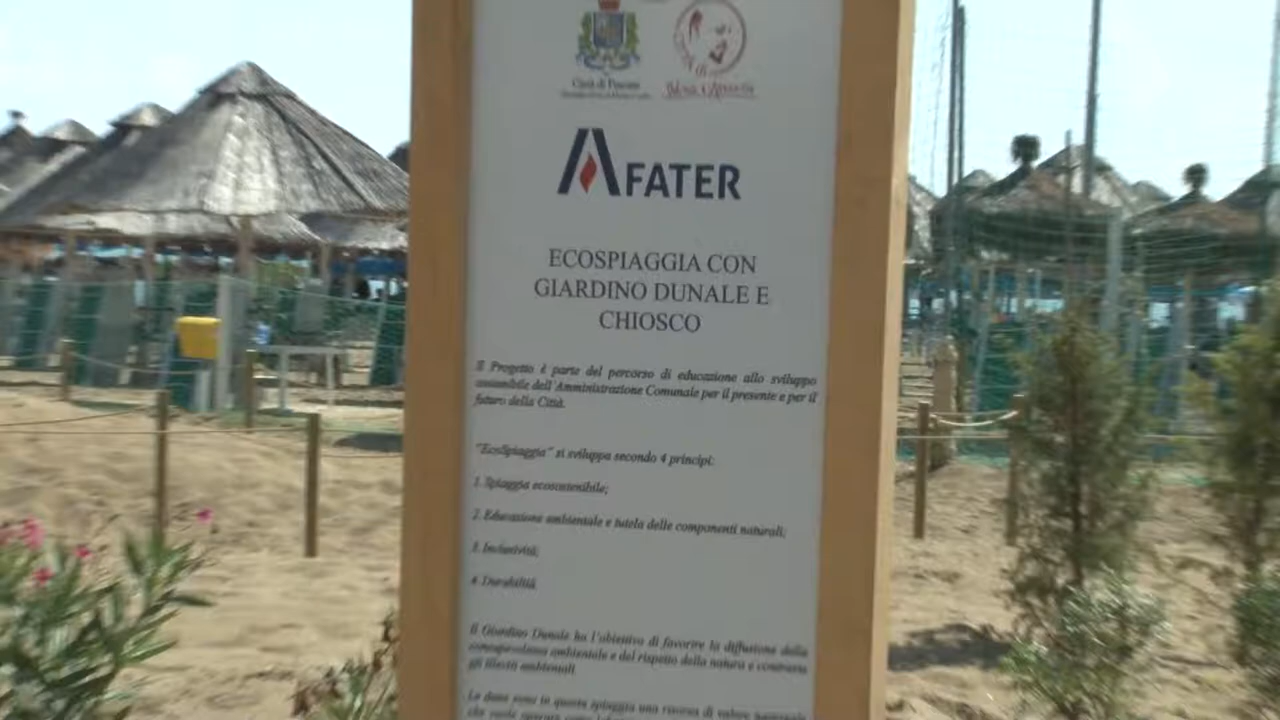 Città di Pescara
FATER
ECOSPIAGGIA CON
GIARDINO DUNALE E
CHIOSCO
Il Progetto è parte del percorso di educazione allo sviluppo
sostenibile dell'Amministrazione Comunale per il presente e per il
futuro della Città.
"EcoSpiaggia" si sviluppa secondo 4 principi:
1. Spiaggia ecosostenibile;
2. Educazione ambientale e tutela delle componenti naturali;
3. Inclusività;
4. Durabilità.
Il Giardino Dunale ha l'obiettivo di favorire la diffusione della
consapevolezza ambientale e del rispetto della natura e contrarre
gli illeciti ambientali.
Le dune sono in questa spiaggia una risorsa di valore naturale
che vuole